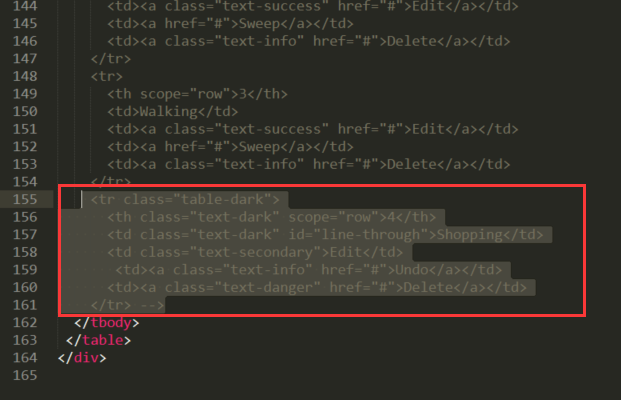 144 <td><a class="text-success" href="#">Edit</a></td>
145 <td><a href="#">Sweep</a></td>
146 <td><a class="text-info" href="#">Delete</a></td>
147 </tr>
148 <tr>
149 <th scope="row">3</th>
150 <td>Walking</td>
151 <td><a class="text-success" href="#">Edit</a></td>
152 <td><a href="#">Sweep</a></td>
153 <td><a class="text-info" href="#">Delete</a></td>
154 </tr>
155 <tr class="table-dark">
156 <th class="text-dark" scope="row">4</th>
157 <td class="text-dark" id="line-through">Shopping</td>
158 <td class="text-secondary">Edit</td>
159 <td><a class="text-info" href="#">Undo</a></td>
160 <td><a class="text-danger" href="#">Delete</a></td>
161 </tr> -->
162 </tbody>
163 </table>
164 </div>
165